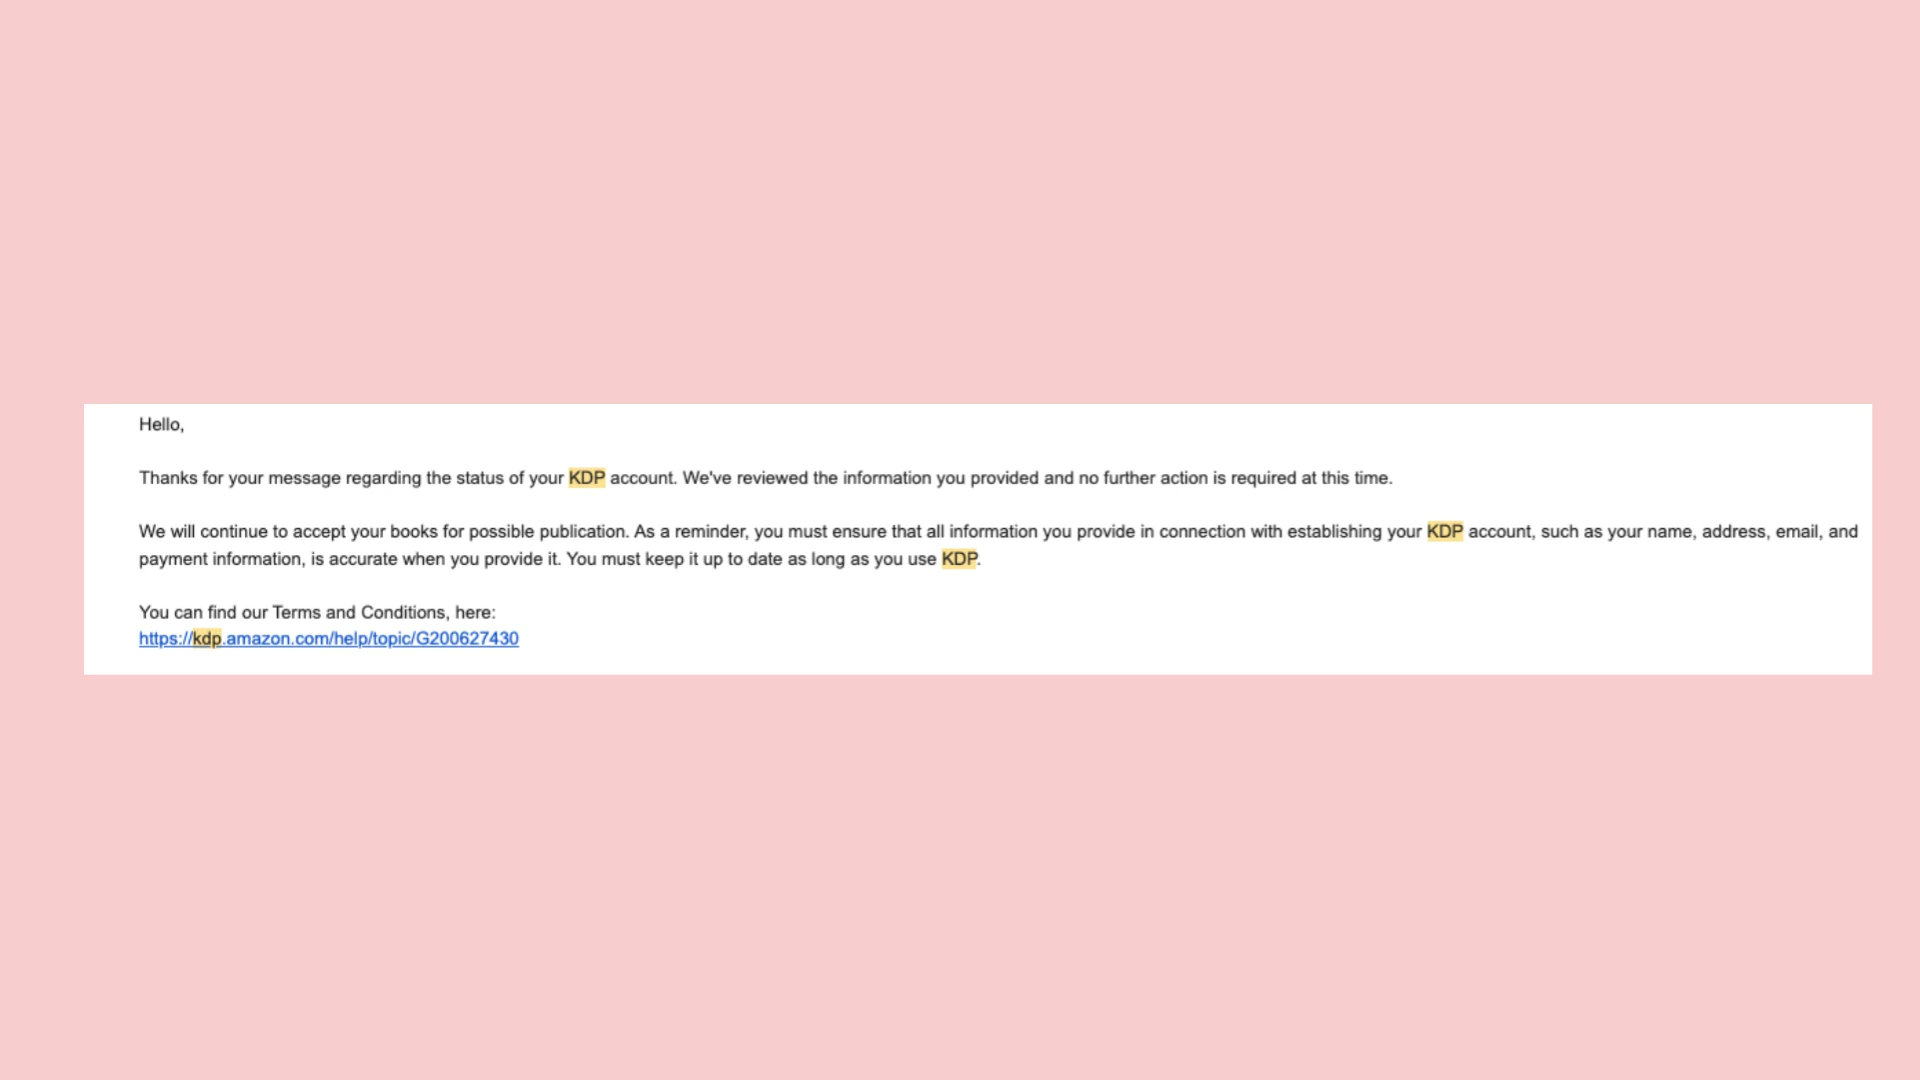 Hello,
Thanks for your message regarding the status of your KDP account. We've reviewed the information you provided and no further action is required at this time.
We will continue to accept your books for possible publication. As a reminder, you must ensure that all information you provide in connection with establishing your KDP account, such as your name, address, email, and
payment information, is accurate when you provide it. You must keep it up to date as long as you use KDP.
You can find our Terms and Conditions, here:
https://kdp.amazon.com/help/topic/G200627430